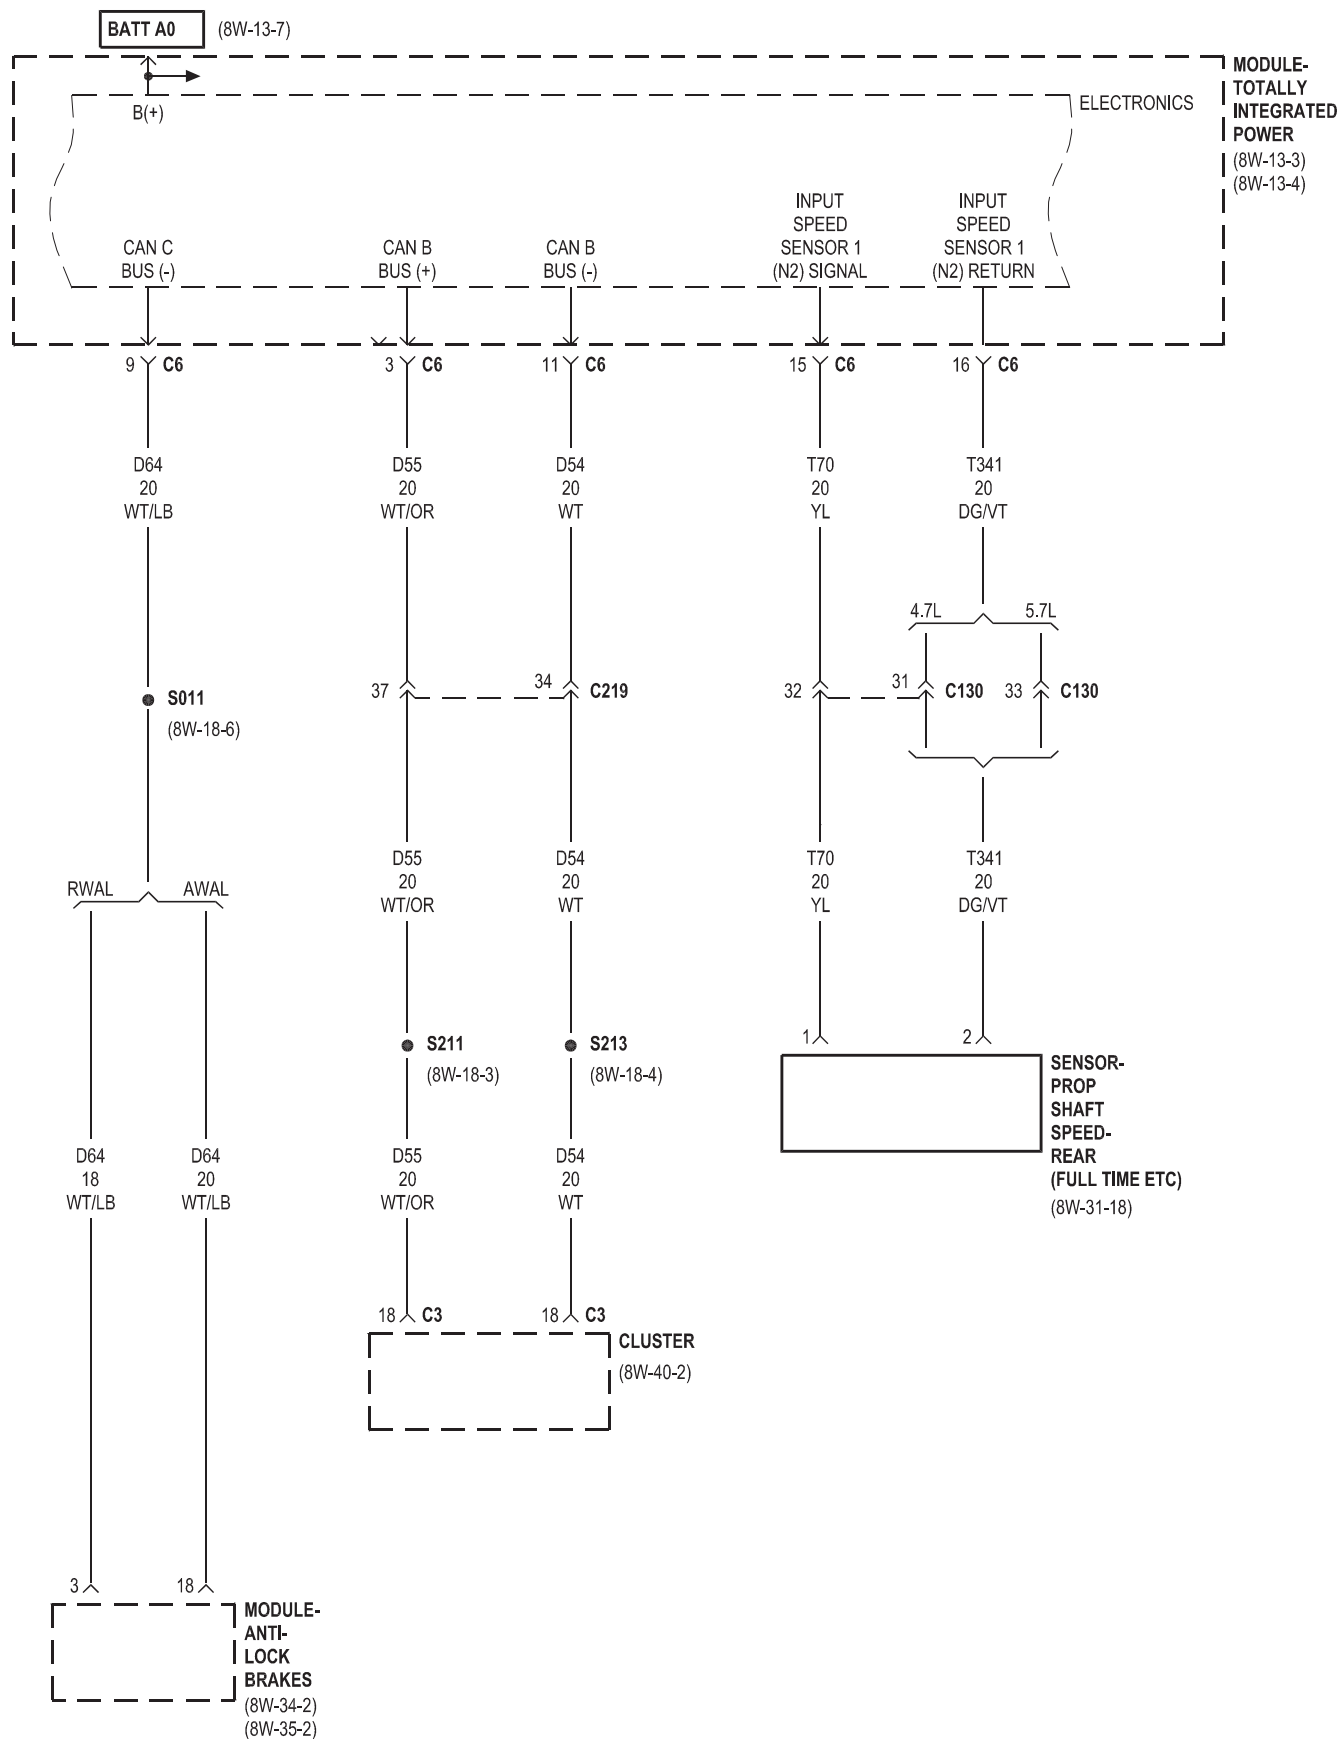 BATT A0 (8W-13-7)
MODULE-
TOTALLY
INTEGRATED
POWER
(8W-13-3)
(8W-13-4)
ELECTRONICS
B(+)
CAN C
BUS (-)
CAN B
BUS (+)
CAN B
BUS (-)
INPUT
SPEED
SENSOR 1
(N2) SIGNAL
INPUT
SPEED
SENSOR 1
(N2) RETURN
9 C6
3 C6
11 C6
15 C6
16 C6
D64
20
WT/LB
D55
20
WT/OR
D54
20
WT
T70
20
YL
T341
20
DG/VT
4.7L 5.7L
S011
(8W-18-6)
37
34 C219
32
31 C130
33 C130
D55
20
WT/OR
D54
20
WT
T70
20
YL
T341
20
DG/VT
RWAL AWAL
S211
(8W-18-3)
S213
(8W-18-4)
1
2
SENSOR-
PROP
SHAFT
SPEED-
REAR
(FULL TIME ETC)
(8W-31-18)
D64
18
WT/LB
D64
20
WT/LB
D55
20
WT/OR
D54
20
WT
18 C3
18 C3
CLUSTER
(8W-40-2)
3
18
MODULE-
ANTI-
LOCK
BRAKES
(8W-34-2)
(8W-35-2)